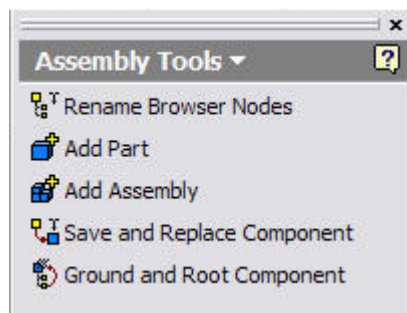 Assembly Tools
Rename Browser Nodes
Add Part
Add Assembly
Save and Replace Component
Ground and Root Component